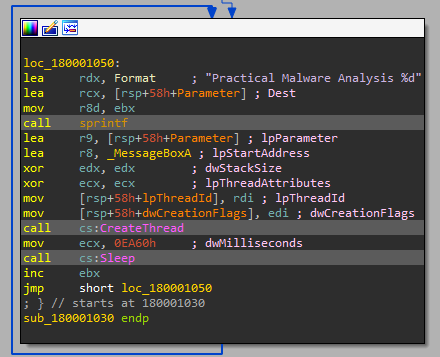 loc_180001050:
lea     rdx, Format     ; "Practical Malware Analysis %d"
lea     rcx, [rsp+58h+Parameter] ; Dest
mov     r8d, ebx
call    sprintf
lea     r9, [rsp+58h+Parameter] ; lpParameter
lea     r8, _MessageBoxA ; lpStartAddress
xor     edx, edx        ; dwStackSize
xor     ecx, ecx        ; lpThreadAttributes
mov     [rsp+58h+lpThreadId], rdi ; lpThreadId
mov     [rsp+58h+dwCreationFlags], edi ; dwCreationFlags
call    cs:CreateThread
mov     ecx, 0EA60h     ; dwMilliseconds
call    cs:Sleep
inc     ebx
jmp     short loc_180001050
; } // starts at 180001030
sub_180001030 endp